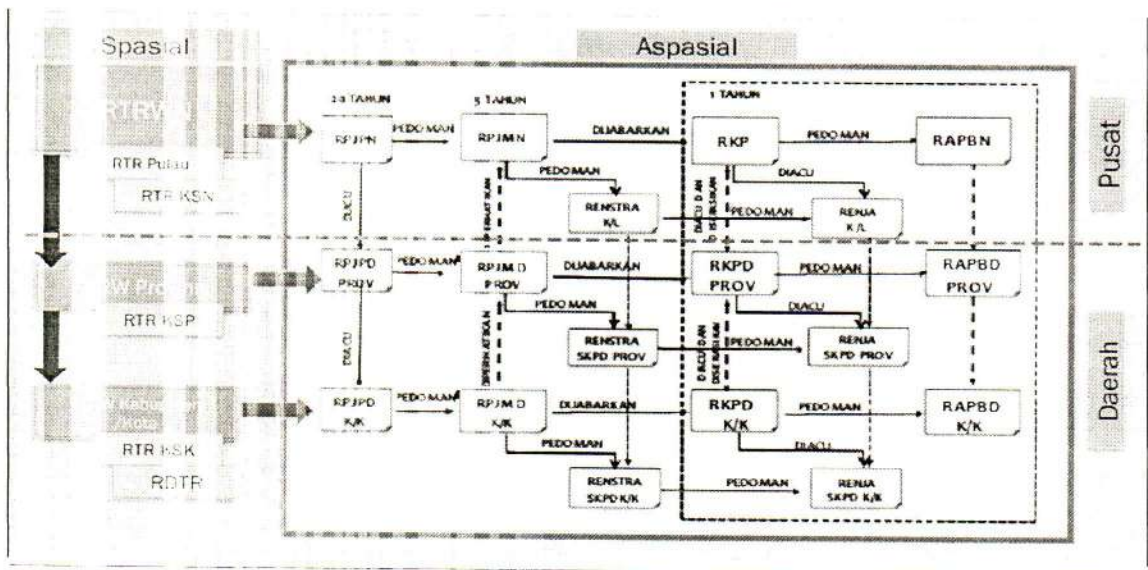 Spasial
Aspasial
RTRWN
RTR Pulau
RTR KSN
RTR KSP
RTR KSK
RDTR
TAHUN
5 TAHUN
1 TAHUN
RPJPN
PEDOMAN
RPJMN
DIJABARKAN
RKP
PEDOMAN
RAPBN
PEDOMAN
DIACU
RENSTRA
K/L
PEDOMAN
RENJA
K/L
DIACU
DIACU DAN
RPJPD
PROV
PEDOMAN
RPJMD
PROV
DIJABARKAN
RKPD
PROV
PEDOMAN
RAPBD
PROV
PEDOMAN
DIACU
RENSTRA
SKPD PROV
PEDOMAN
RENJA
SKPD PROV
DIACU
RPJPD
K/K
PEDOMAN
RPJMD
K/K
DIJABARKAN
RKPD
K/K
PEDOMAN
RAPBD
K/K
PEDOMAN
DIACU
RENSTRA
SKPD K/K
PEDOMAN
RENJA
SKPD K/K
Pusat
Daerah